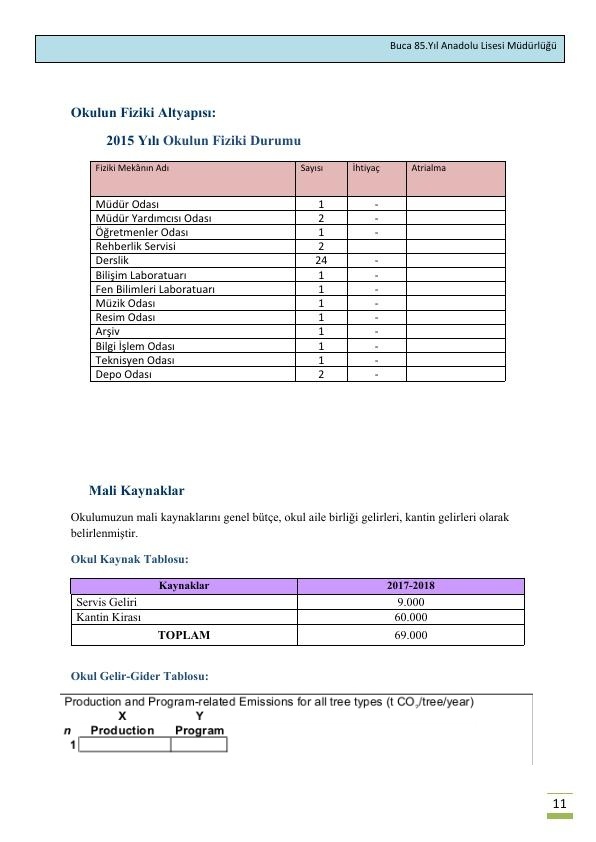 Buca 85.Yıl Anadolu Lisesi Müdürlüğü
Okulun Fiziki Altyapısı:
2015 Yılı Okulun Fiziki Durumu
Fiziki Mekânın Adı Sayısı İhtiyaç Atrialma
Müdür Odası 1 -
Müdür Yardımcısı Odası 2 -
Öğretmenler Odası 1 -
Rehberlik Servisi 2
Derslik 24 -
Bilişim Laboratuarı 1 -
Fen Bilimleri Laboratuarı 1 -
Müzik Odası 1 -
Resim Odası 1 -
Arşiv 1 -
Bilgi İşlem Odası 1 -
Teknisyen Odası 1 -
Depo Odası 2 -
Mali Kaynaklar
Okulumuzun mali kaynaklarını genel bütçe, okul aile birliği gelirleri, kantin gelirleri olarak
belirlenmiştir.
Okul Kaynak Tablosu:
Kaynaklar 2017-2018
Servis Geliri 9.000
Kantin Kirası 60.000
TOPLAM 69.000
Okul Gelir-Gider Tablosu:
Production and Program-related Emissions for all tree types (t CO₂/tree/year)
X Y
n Production Program
1
11